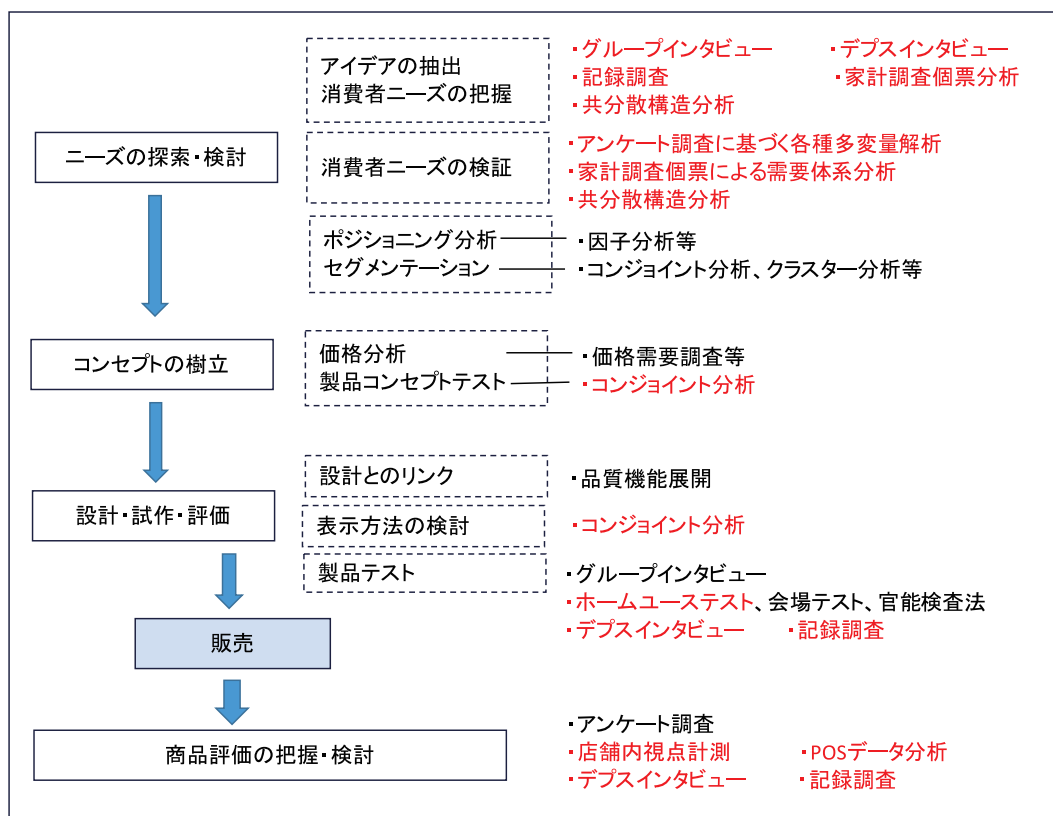 ニーズの探索・検討
アイデアの抽出
消費者ニーズの把握
・グループインタビュー ・デプスインタビュー
・記録調査 ・家計調査個票分析
・共分散構造分析
消費者ニーズの検証
・アンケート調査に基づく各種多変量解析
・家計調査個票による需要体系分析
・共分散構造分析
ポジショニング分析 ・因子分析等
セグメンテーション ・コンジョイント分析、クラスター分析等
コンセプトの樹立
価格分析 ・価格需要調査等
製品コンセプトテスト ・コンジョイント分析
設計・試作・評価
設計とのリンク ・品質機能展開
表示方法の検討 ・コンジョイント分析
製品テスト ・グループインタビュー
・ホームユーステスト、会場テスト、官能検査法
・デプスインタビュー ・記録調査
販売
商品評価の把握・検討
・アンケート調査
・店舗内視点計測 ・POSデータ分析
・デプスインタビュー ・記録調査